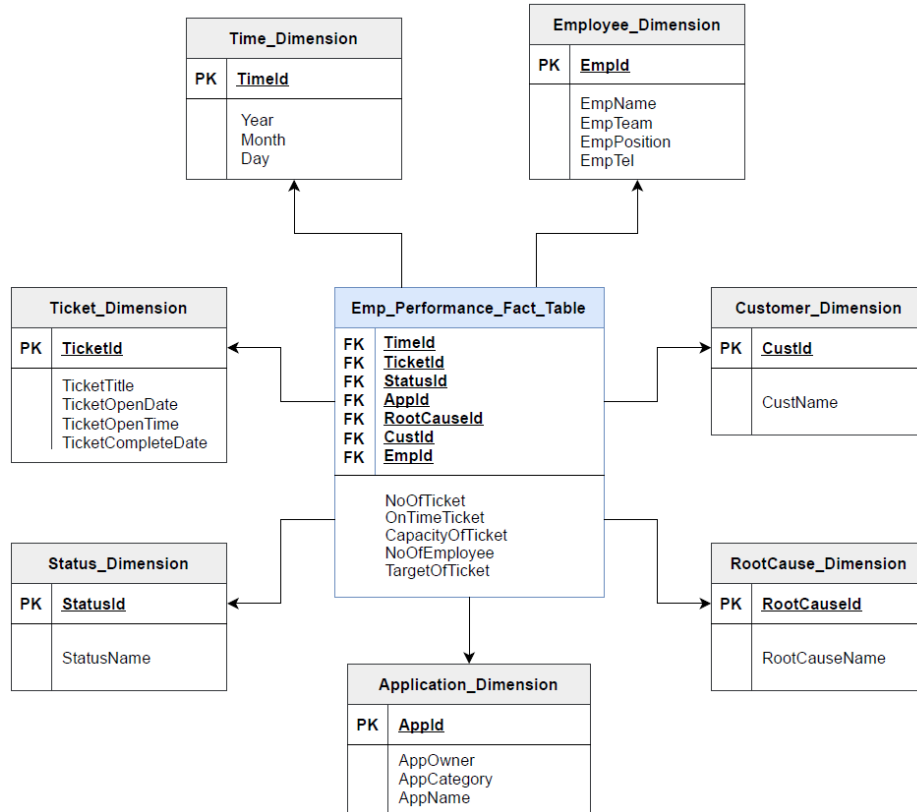 Time_Dimension
PK TimeId
Year
Month
Day
Employee_Dimension
PK EmpId
EmpName
EmpTeam
EmpPosition
EmpTel
Ticket_Dimension
PK TicketId
TicketTitle
TicketOpenDate
TicketOpenTime
TicketCompleteDate
Emp_Performance_Fact_Table
FK TimeId
FK TicketId
FK StatusId
FK AppId
FK RootCauseId
FK CustId
FK EmpId
NoOfTicket
OnTimeTicket
CapacityOfTicket
NoOfEmployee
TargetOfTicket
Customer_Dimension
PK CustId
CustName
Status_Dimension
PK StatusId
StatusName
RootCause_Dimension
PK RootCauseId
RootCauseName
Application_Dimension
PK AppId
AppOwner
AppCategory
AppName